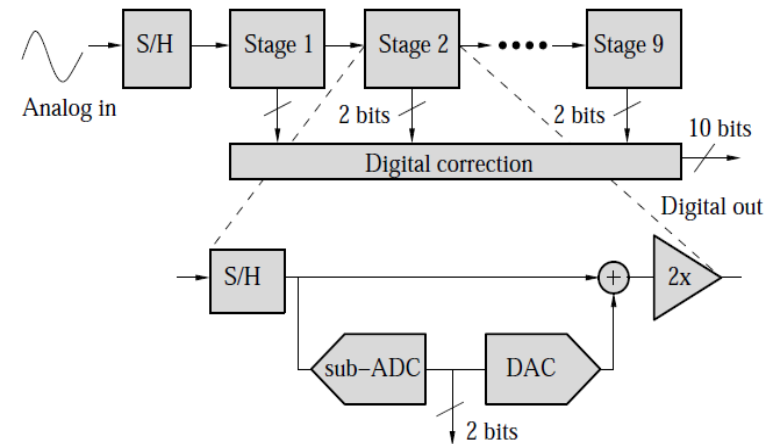 S/H
Stage 1
Stage 2
Stage 9
Analog in
2 bits
2 bits
10 bits
Digital correction
Digital out
S/H
+
2x
sub-ADC
DAC
2 bits